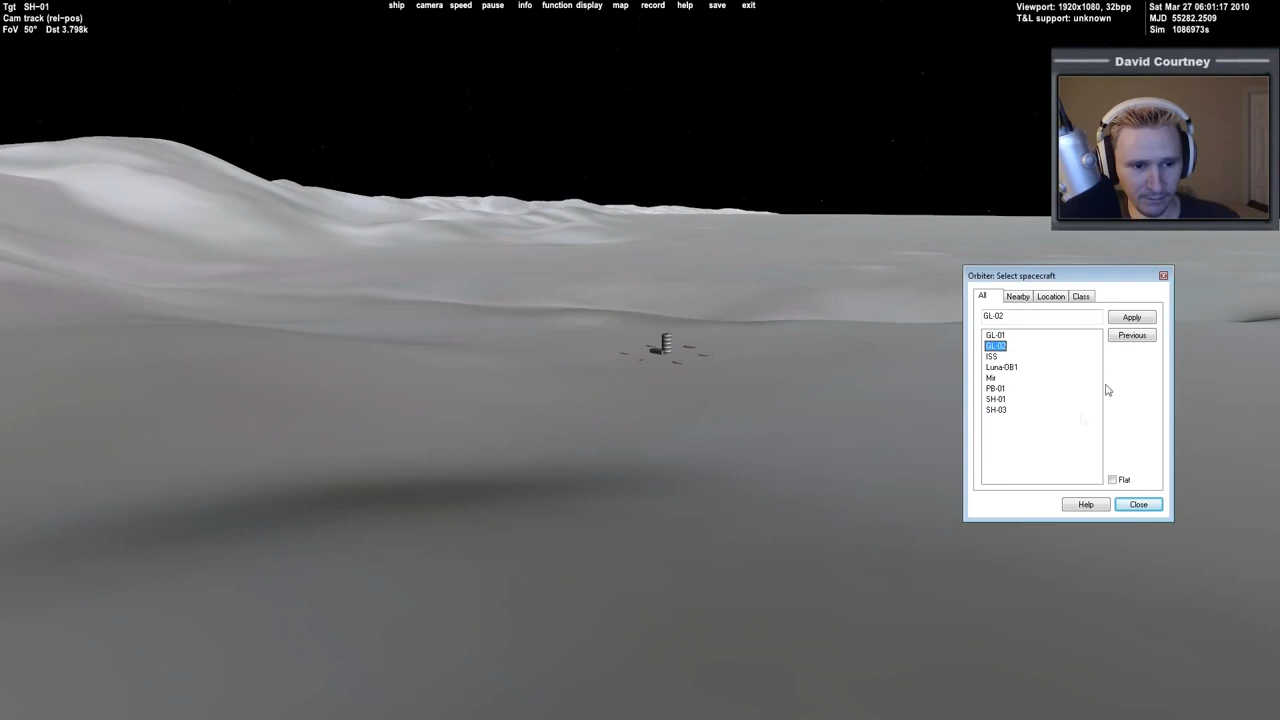 Tgt SH-01
Cam track (rel-pos)
FoV 50° Dst 3.798k
ship camera speed pause info function display map record help save exit
Viewport: 1920x1080, 32bpp
T&L support: unknown
Sat Mar 27 06:01:17 2010
MJD 55282.2509
Sim 1086973s
David Courtney
Orbiter: Select spacecraft
All Nearby Location Class
GL-02 Apply
Previous
GL-01
GL-02
ISS
Luna-OB1
Mir
PB-01
SH-01
SH-03
Flat
Help Close